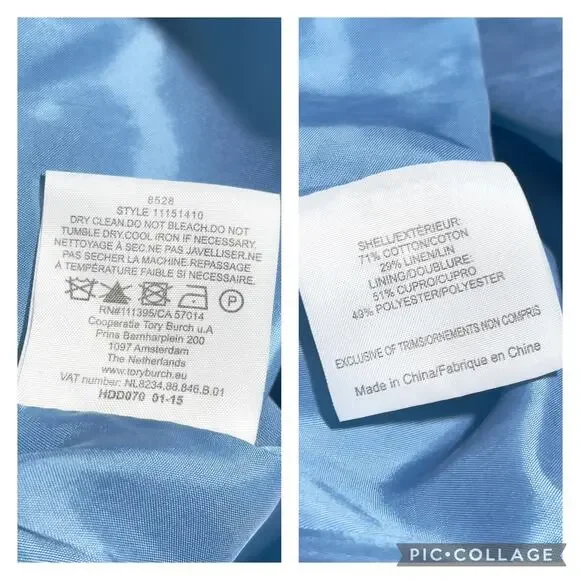 8528
STYLE 11151410
DRY CLEAN.DO NOT BLEACH.DO NOT
TUMBLE DRY.COOL IRON IF NECESSARY.
NETTOYAGE À SEC.NE PAS JAVELLISER.NE
PAS SECHER LA MACHINE.REPASSAGE
À TEMPÉRATURE FAIBLE SI NECESSAIRE.
P
RN#111395/CA 57014
Cooperatie Tory Burch u.A
Prins Bernharplein 200
1097 Amsterdam
The Netherlands
www.toryburch.eu
VAT number: NL8234.88.846.B.01
HDD070 01-15
SHELL/EXTÉRIEUR:
71% COTTON/COTON
29% LINEN/LIN
LINING/DOUBLURE:
51% CUPRO/CUPRO
49% POLYESTER/POLYESTER
EXCLUSIVE OF TRIMS/ORNEMENTS NON COMPRIS
Made in China/Fabrique en Chine
PIC•COLLAGE